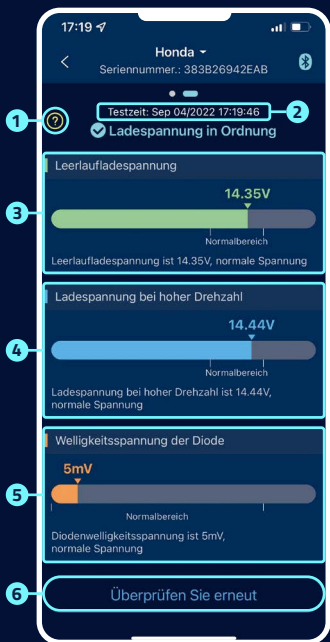 17:19
Honda
Seriennummer.: 383B26942EAB
Testzeit: Sep 04/2022 17:19:46
2
1
?
Ladespannung in Ordnung
Leerlaufladespannung
3
14.35V
Normalbereich
Leerlaufladespannung ist 14.35V, normale Spannung
Ladespannung bei hoher Drehzahl
4
14.44V
Normalbereich
Ladespannung bei hoher Drehzahl ist 14.44V,
normale Spannung
Welligkeitsspannung der Diode
5
5mV
Normalbereich
Diodenwelligkeitsspannung ist 5mV,
normale Spannung
6
Überprüfen Sie erneut